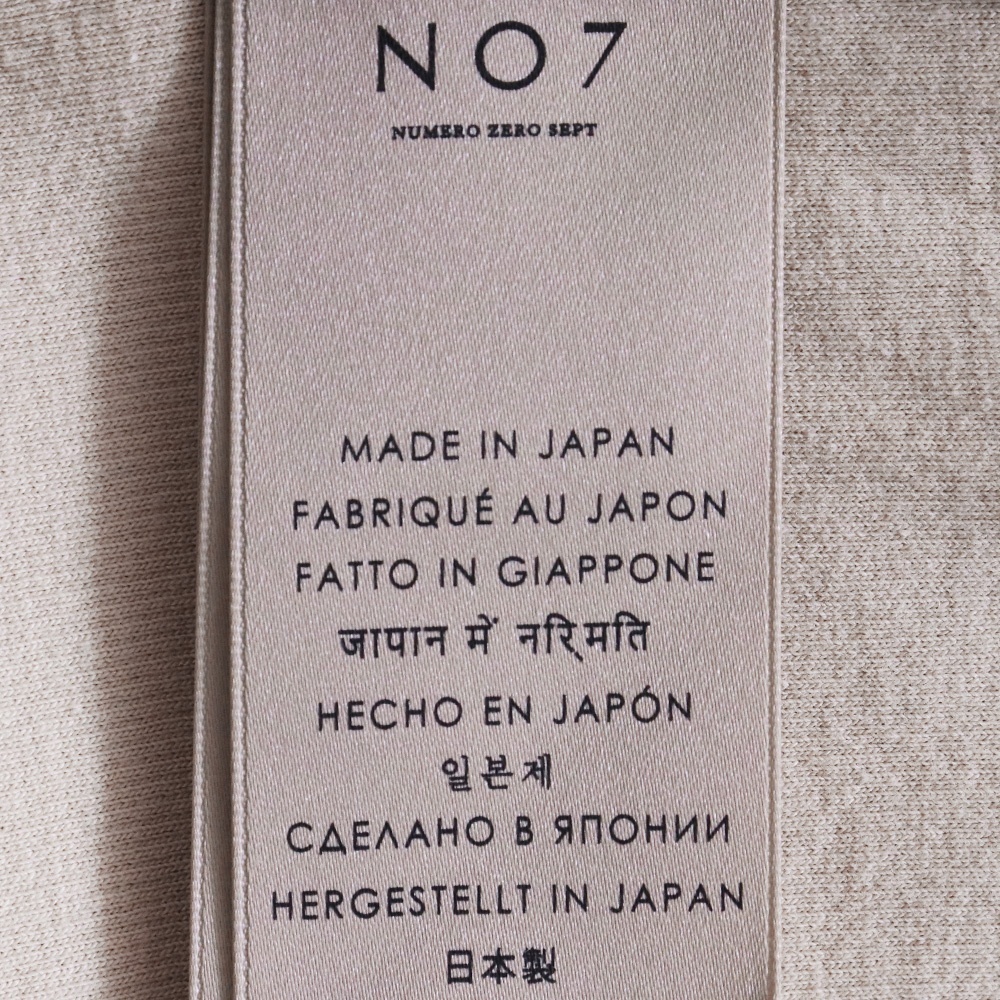 NO7
NUMERO ZERO SEPT
MADE IN JAPAN
FABRIQUÉ AU JAPON
FATTO IN GIAPPONE
जापान में नरि्मति
HECHO EN JAPÓN
일본제
СДЕЛАНО В ЯПОНИИ
HERGESTELLT IN JAPAN
日本製